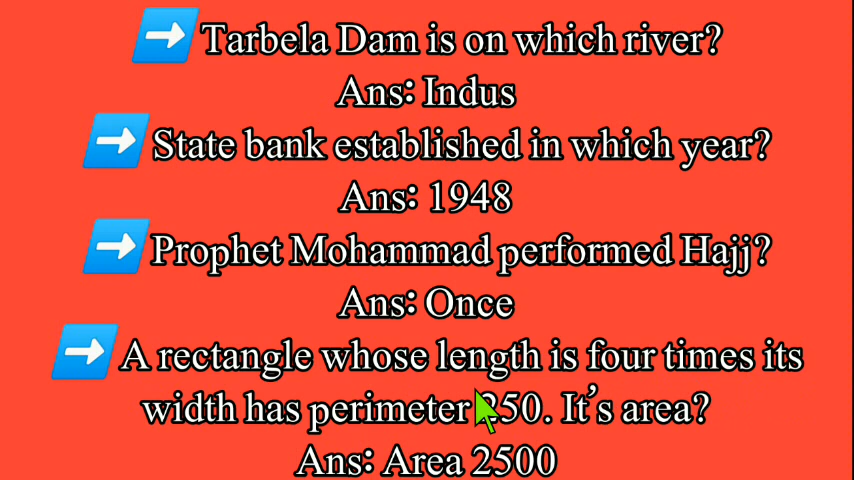 ➡️ Tarbela Dam is on which river?
Ans: Indus
➡️ State bank established in which year?
Ans: 1948
➡️ Prophet Mohammad performed Hajj?
Ans: Once
➡️ A rectangle whose length is four times its
width has perimeter 250. It's area?
Ans: Area 2500